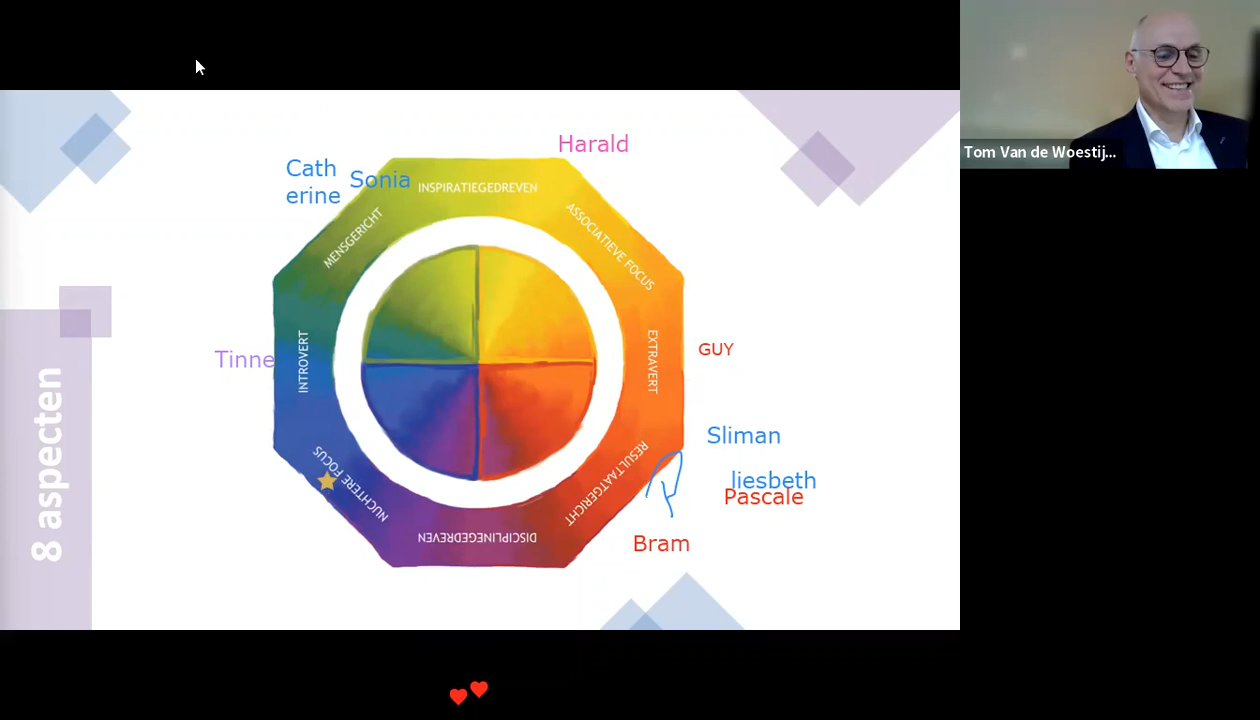 Tom Van de Woestij...
8 aspecten
Harald
Cath
erine
Sonia
INSPIRATIEGEDREVEN
ASSOCIATIEVE FOCUS
MENSGERICHT
EXTRAVERT
GUY
Tinne
INTROVERT
Sliman
liesbeth
Pascale
RESULTAATGERICHT
NUCHTERE FOCUS
DISCIPLINEGEDREVEN
Bram